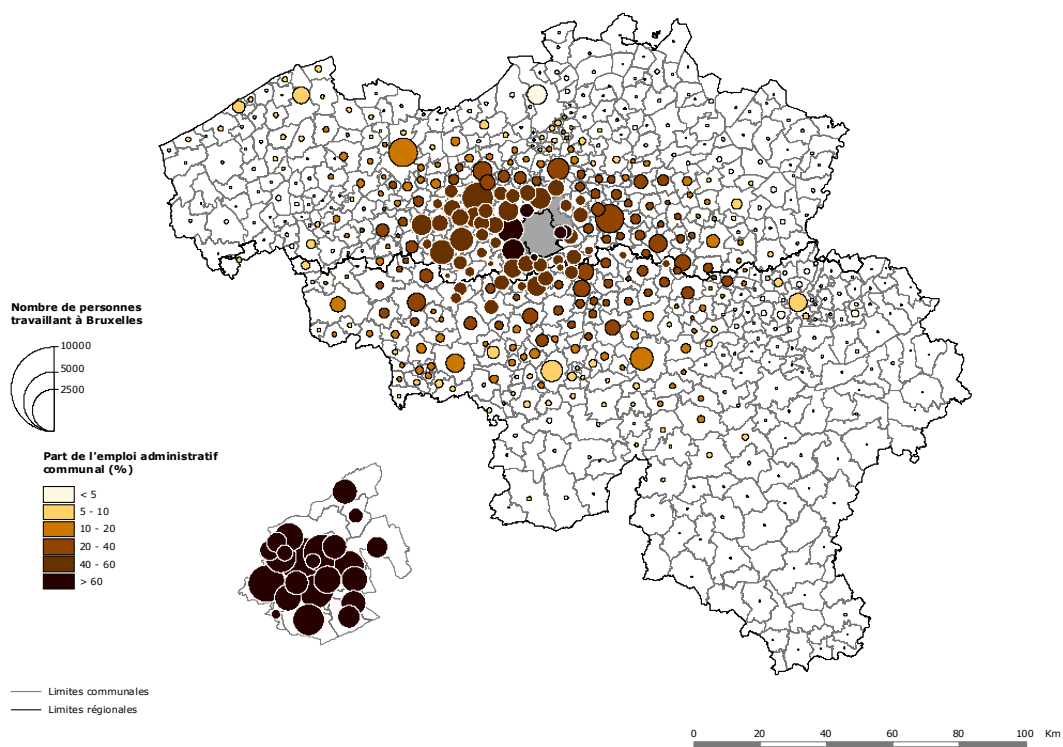 Nombre de personnes
travaillant à Bruxelles
10000
5000
2500
Part de l'emploi administratif
communal (%)
< 5
5 - 10
10 - 20
20 - 40
40 - 60
> 60
Limites communales
Limites régionales
0 20 40 60 80 100 Km